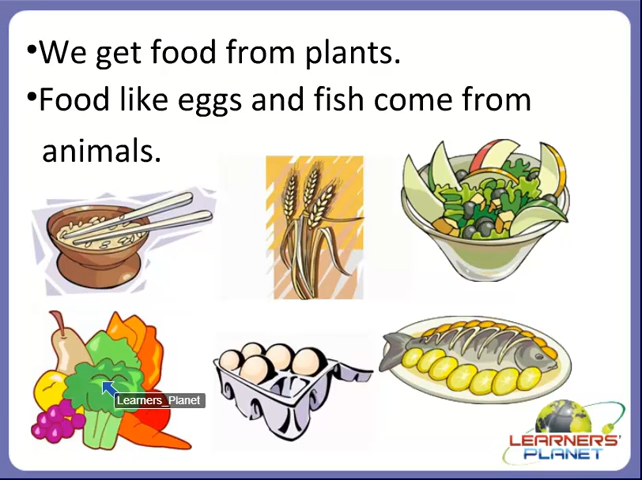 •We get food from plants.
•Food like eggs and fish come from
animals.
Learners_Planet
LEARNERS'
PLANET